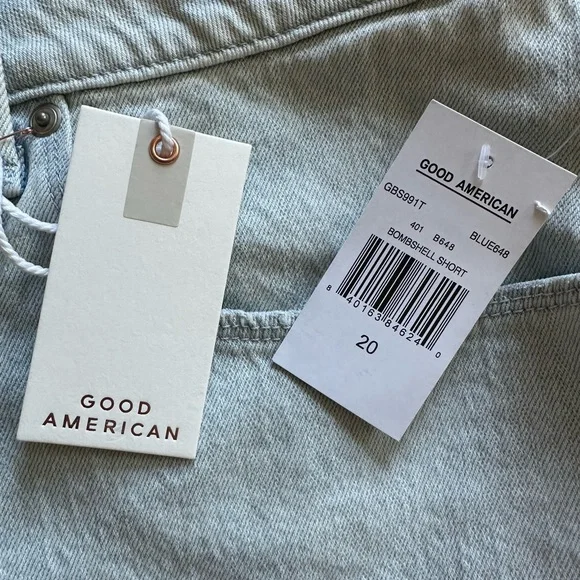 GOOD
AMERICAN
GOOD AMERICAN
GBS991T
401 B648 BLUE648
BOMBSHELL SHORT
8 40163 84624 0
20